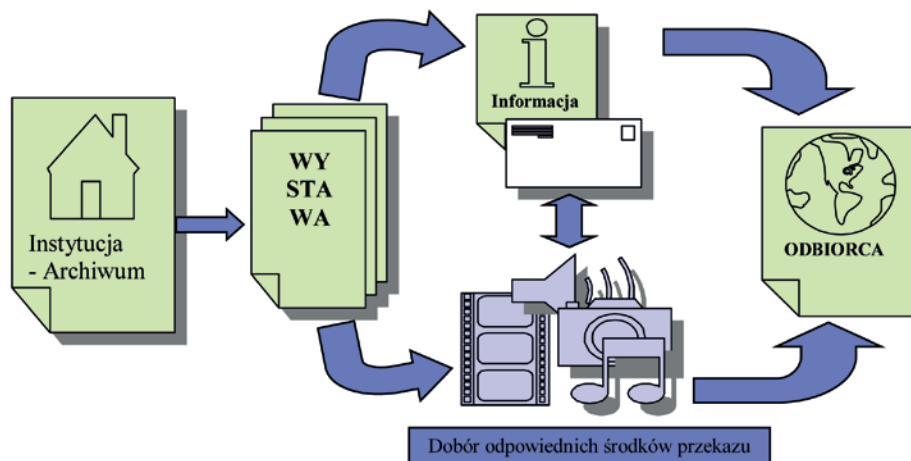 Instytucja
- Archiwum
WY
STA
WA
Informacja
ODBIORCA
Dobór odpowiednich środków przekazu